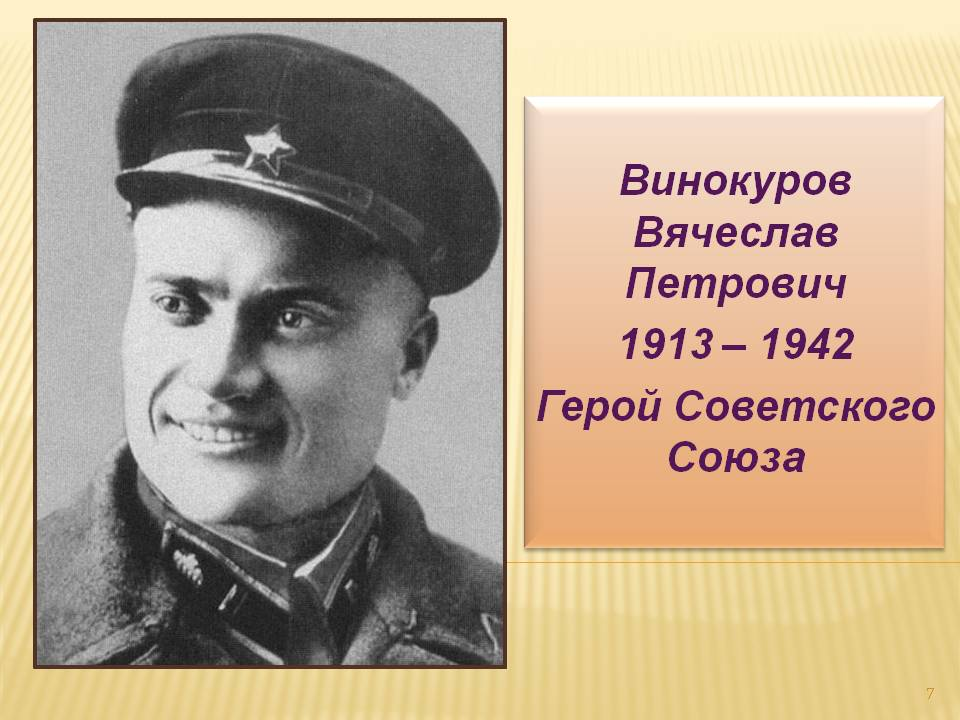 Винокуров
Вячеслав
Петрович
1913 – 1942
Герой Советского
Союза
7